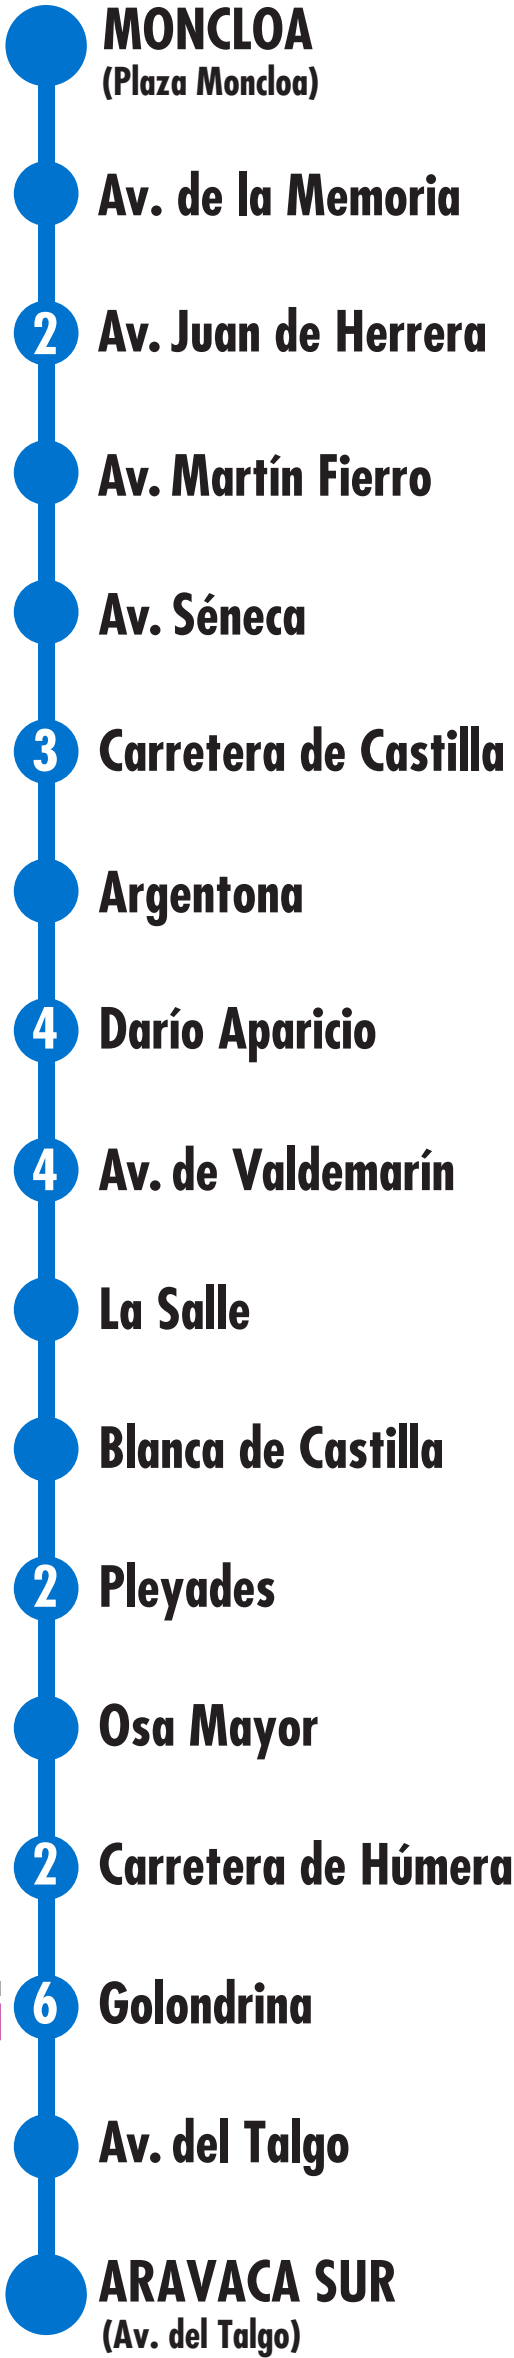 MONCLOA
(Plaza Moncloa)
Av. de la Memoria
2 Av. Juan de Herrera
Av. Martín Fierro
Av. Séneca
3 Carretera de Castilla
Argentona
4 Darío Aparicio
4 Av. de Valdemarín
La Salle
Blanca de Castilla
2 Pleyades
Osa Mayor
2 Carretera de Húmera
6 Golondrina
Av. del Talgo
ARAVACA SUR
(Av. del Talgo)